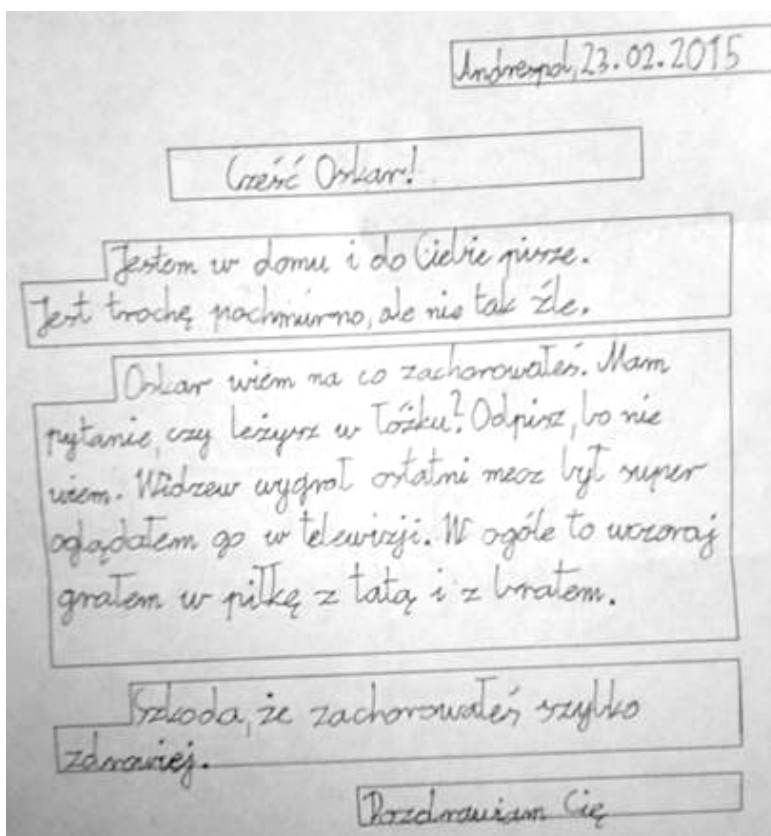 Andrespol, 23.02.2015
Cześć Oskar!
Jestem w domu i do Ciebie pisze.
Jest trochę pochmurno, ale nie tak źle.
Oskar wiem na co zachorowałeś. Mam
pytanie, czy leżysz w łóżku? Odpisz, bo nie
wiem. Widzew wygrał ostatni mecz był super
oglądałem go w telewizji. W ogóle to wczoraj
grałem w piłkę z tatą i z bratem.
Szkoda, że zachorowałeś szybko
zdrowiej.
Pozdrawiam Cię